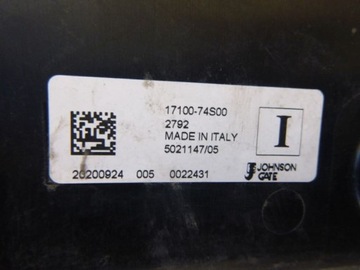 17100-74S00
2792
MADE IN ITALY
5021147/05
I
JOHNSON
GATE
20200924 005 0022431